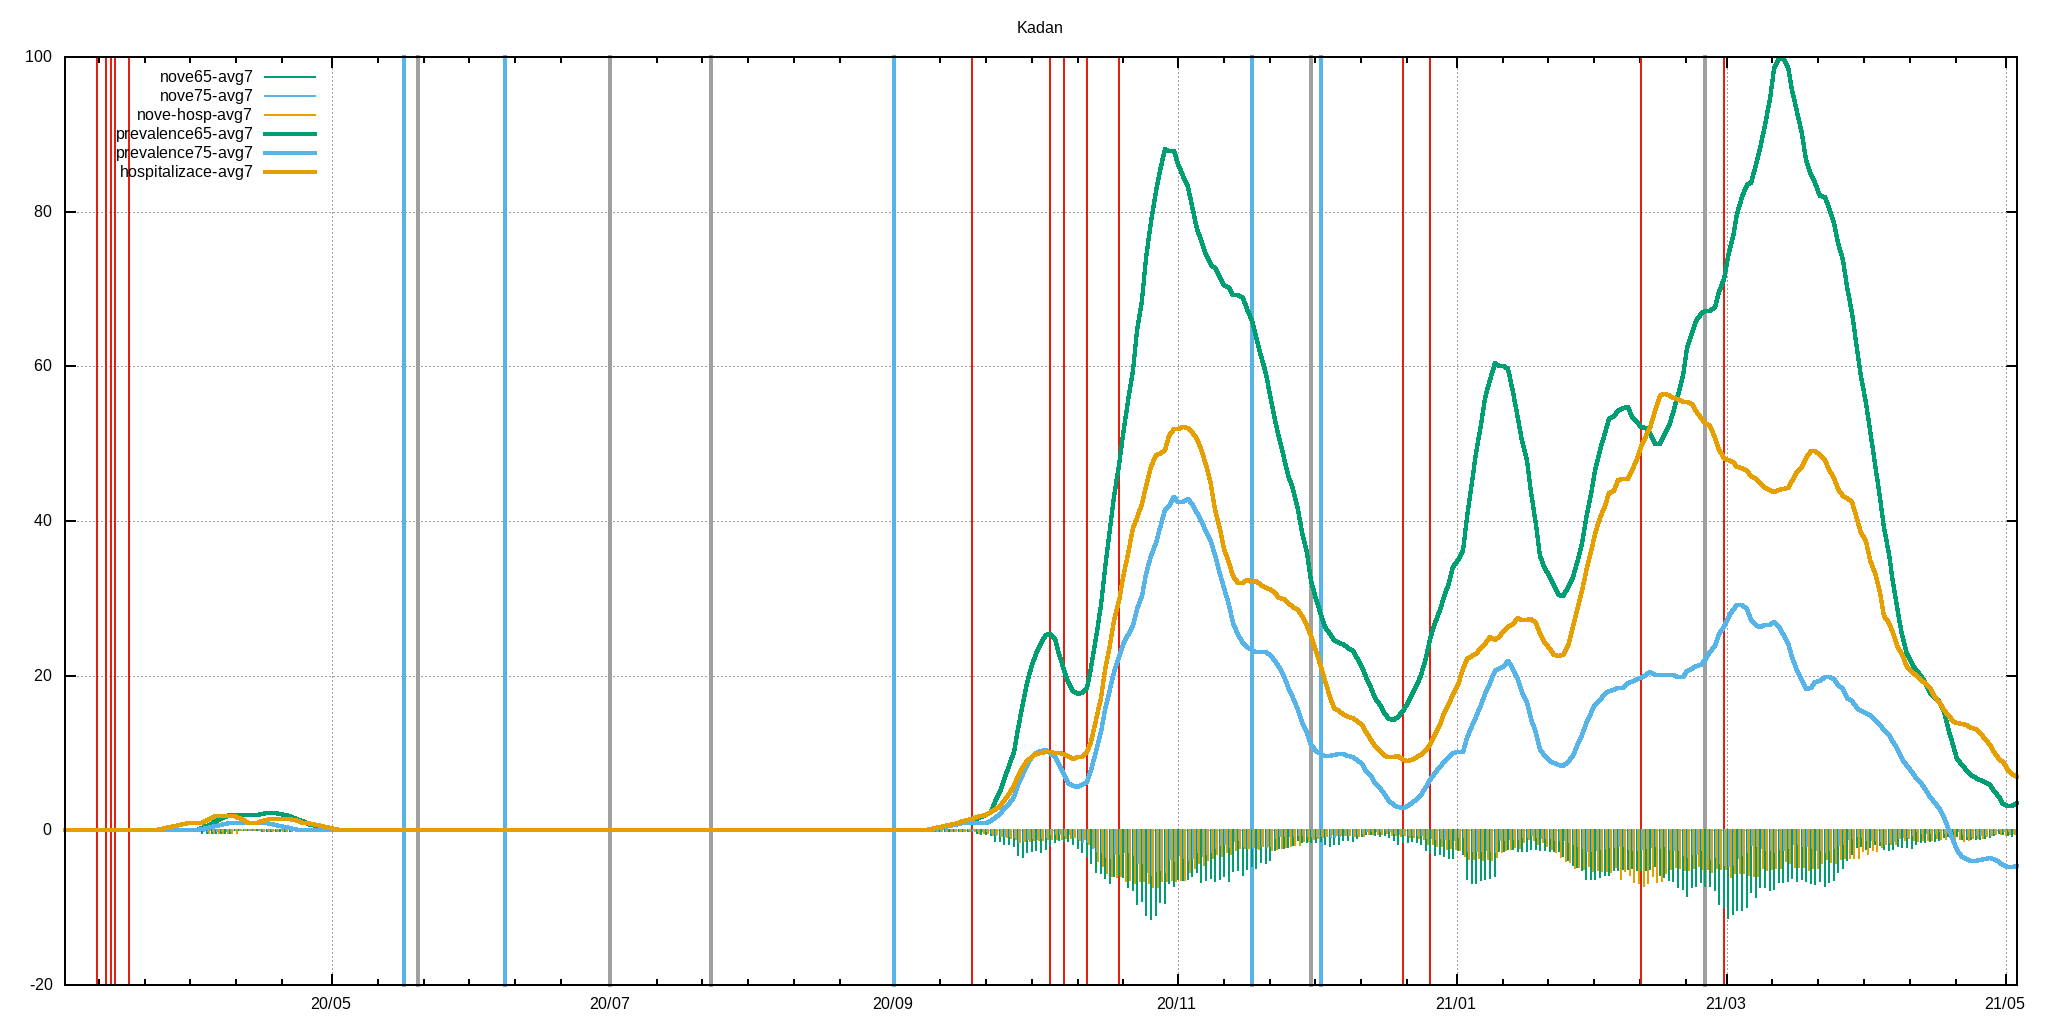 Kadan
100
80
60
40
20
0
-20
nove65-avg7
nove75-avg7
nove-hosp-avg7
prevalence65-avg7
prevalence75-avg7
hospitalizace-avg7
20/05 20/07 20/09 20/11 21/01 21/03 21/05